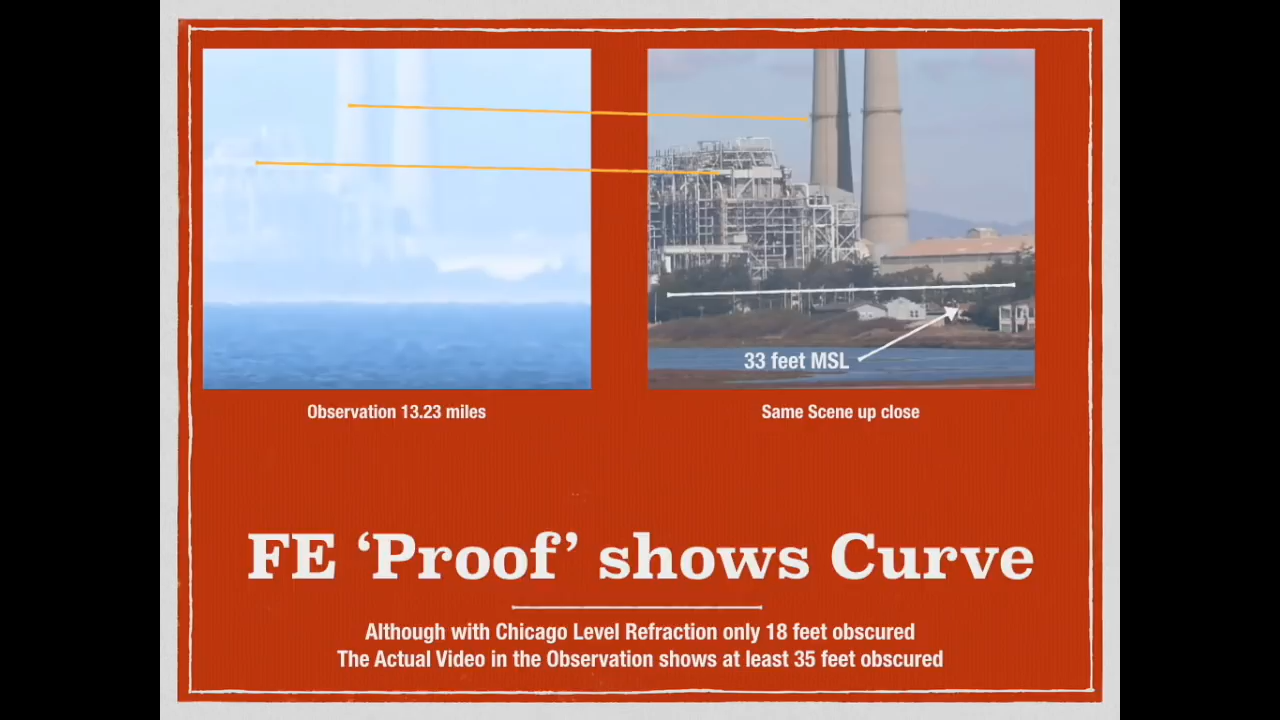 33 feet MSL
Observation 13.23 miles
Same Scene up close
FE ‘Proof’ shows Curve
Although with Chicago Level Refraction only 18 feet obscured
The Actual Video in the Observation shows at least 35 feet obscured